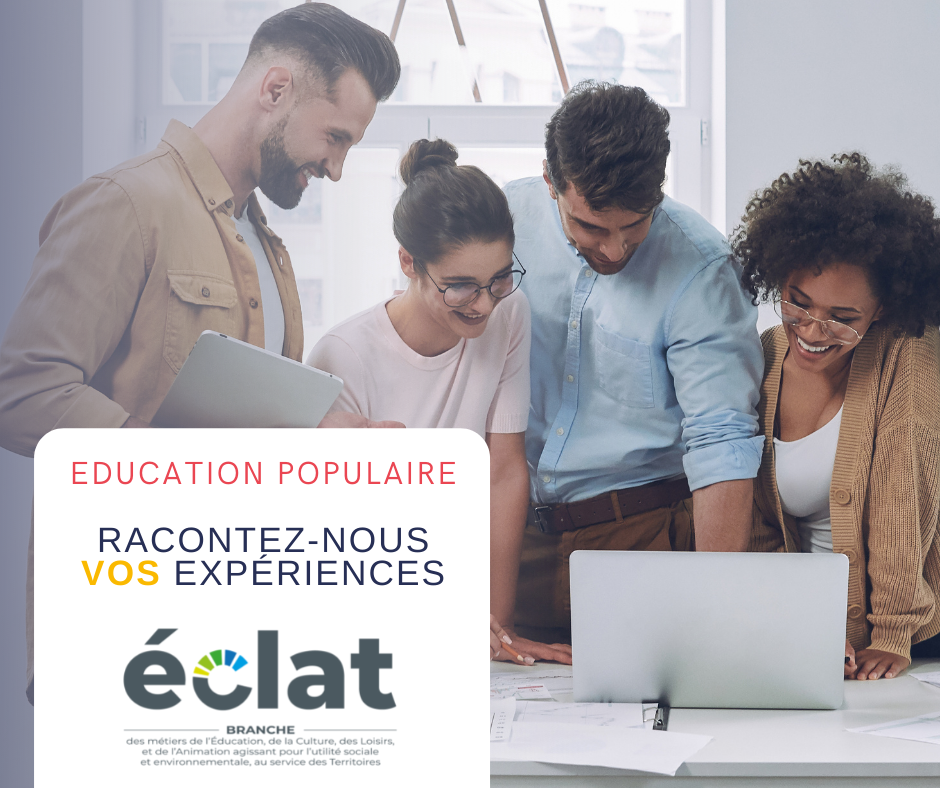 EDUCATION POPULAIRE
RACONTEZ-NOUS
VOS EXPÉRIENCES
éclat
BRANCHE
des métiers de l'Éducation, de la Culture, des Loisirs,
et de l'Animation agissant pour l'utilité sociale
et environnementale, au service des Territoires